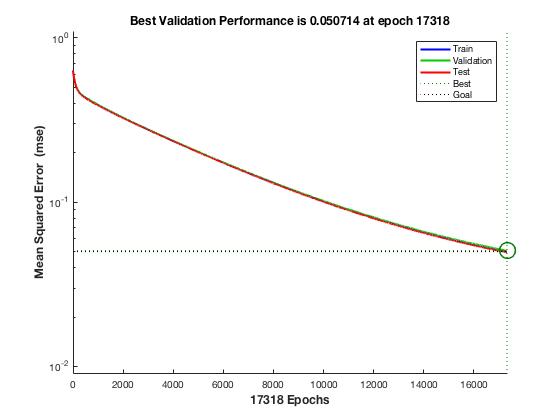 Best Validation Performance is 0.050714 at epoch 17318
Train
Validation
Test
Best
Goal
10^0
10^-1
10^-2
Mean Squared Error (mse)
0 2000 4000 6000 8000 10000 12000 14000 16000
17318 Epochs